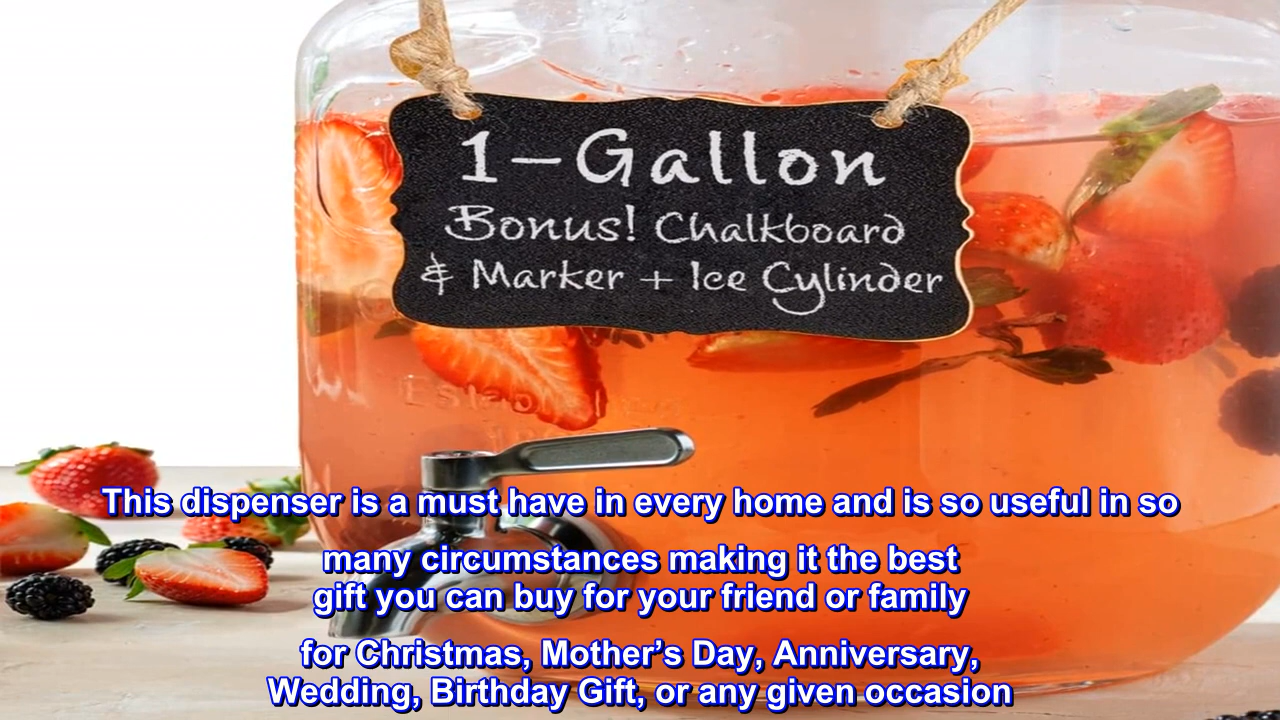 1-Gallon
Bonus! Chalkboard
& Marker + Ice Cylinder
This dispenser is a must have in every home and is so useful in so
many circumstances making it the best
gift you can buy for your friend or family
for Christmas, Mother's Day, Anniversary,
Wedding, Birthday Gift, or any given occasion